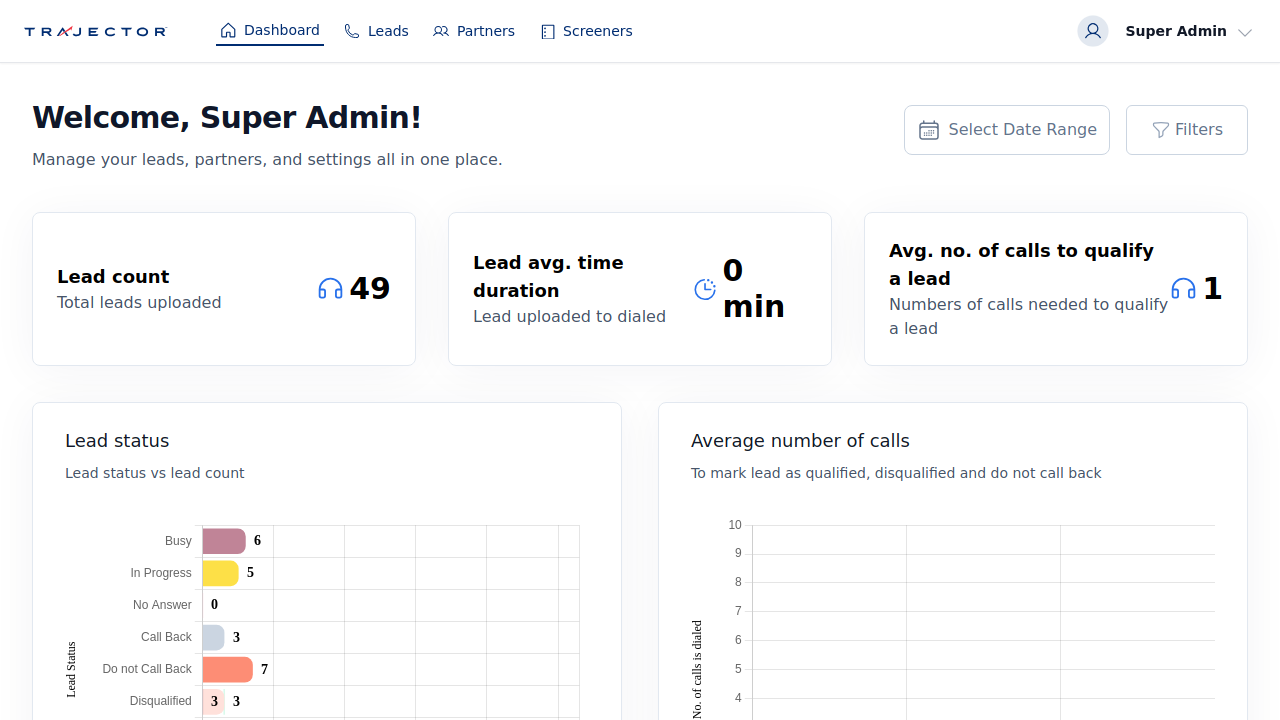 TRAJECTOR
Dashboard
Leads
Partners
Screeners
Super Admin
Welcome, Super Admin!
Manage your leads, partners, and settings all in one place.
Select Date Range
Filters
Lead count
Total leads uploaded
49
Lead avg. time
duration
Lead uploaded to dialed
0
min
Avg. no. of calls to qualify
a lead
Numbers of calls needed to qualify
a lead
1
Lead status
Lead status vs lead count
Lead Status
Busy 6
In Progress 5
No Answer 0
Call Back 3
Do not Call Back 7
Disqualified 3 3
Average number of calls
To mark lead as qualified, disqualified and do not call back
No. of calls is dialed
10
9
8
7
6
5
4